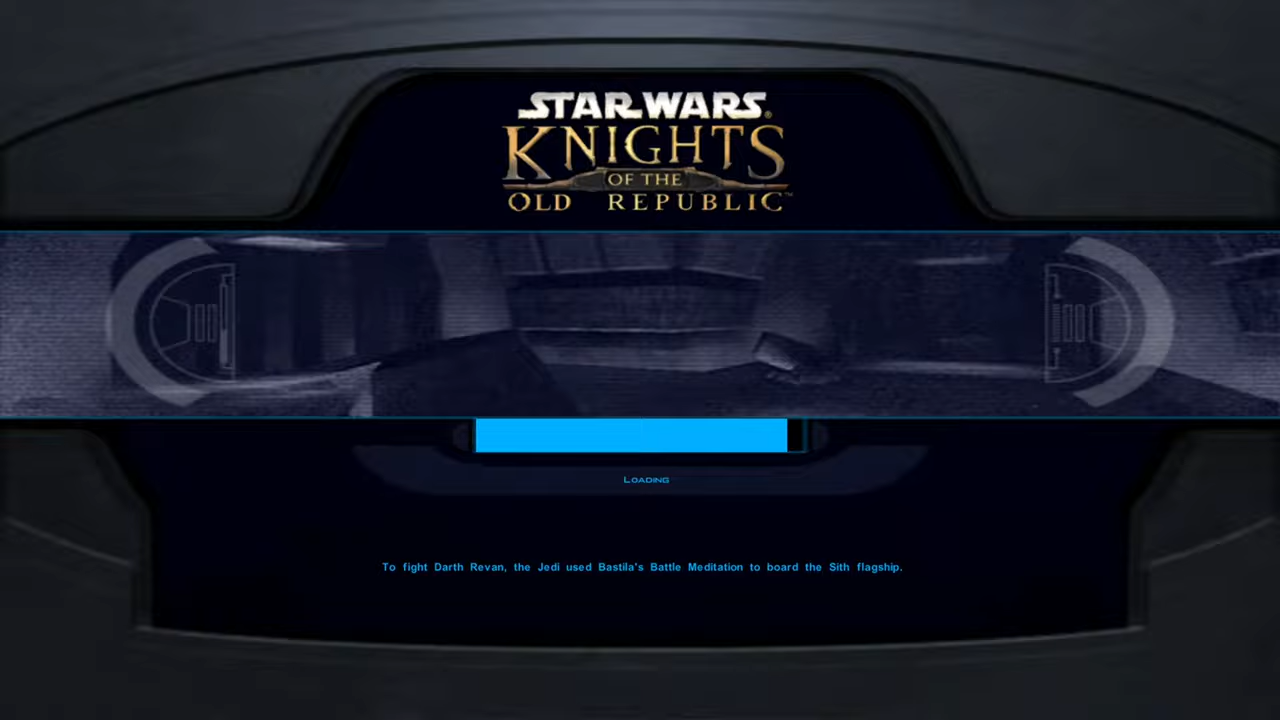 STAR WARS®
KNIGHTS
OF THE
OLD REPUBLIC™
LOADING
To fight Darth Revan, the Jedi used Bastila's Battle Meditation to board the Sith flagship.